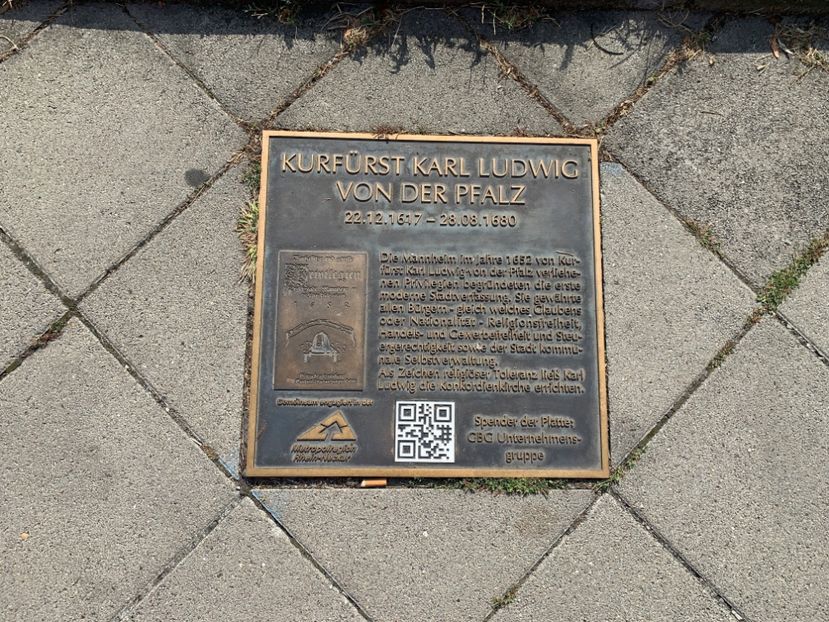 KURFÜRST KARL LUDWIG
VON DER PFALZ
22.12.1617 – 28.08.1680
Privilegien
1652
Die Mannheim im Jahre 1652 von Kur-
fürst Karl Ludwig von der Pfalz verliehe-
nen Privilegien begründeten die erste
moderne Stadtverfassung. Sie gewährte
allen Bürgern - gleich welches Glaubens
oder Nationalität - Religionsfreiheit,
Handels- und Gewerbefreiheit und Steu-
ergerechtigkeit sowie der Stadt kommu-
nale Selbstverwaltung.
Als Zeichen religiöser Toleranz ließ Karl
Ludwig die Konkordienkirche errichten.
Gemeinsam engagiert in der
Metropolregion
Rhein-Neckar
Spender der Platte:
GBG Unternehmens-
gruppe